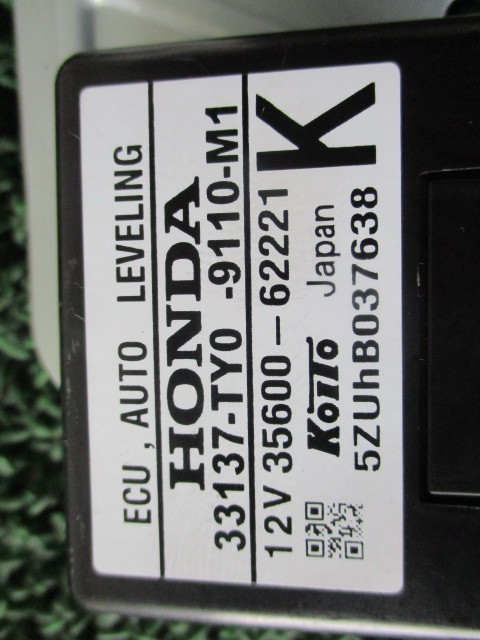 ECU , AUTO LEVELING
HONDA
33137-TY0 -9110-M1
12V 35600-62221
K
KOITO Japan
5ZUhB037638